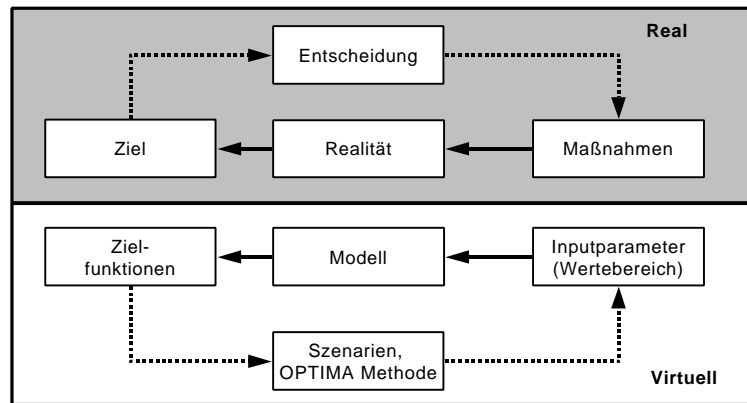 Real
Entscheidung
Ziel
Realität
Maßnahmen
Ziel-
funktionen
Modell
Inputparameter
(Wertebereich)
Szenarien,
OPTIMA Methode
Virtuell